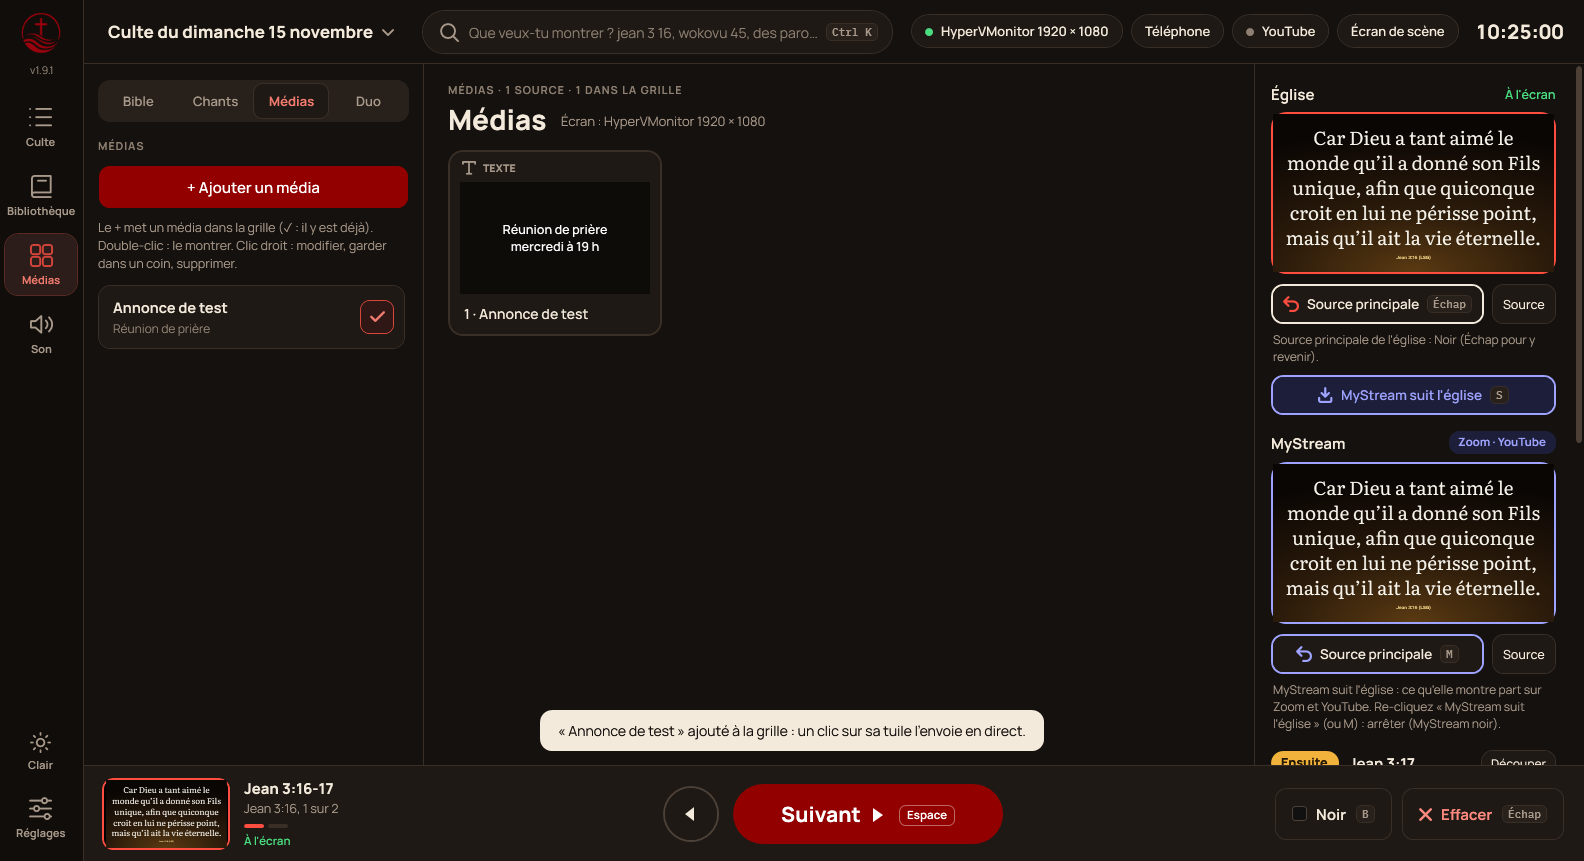 v1.9.1
Culte
Bibliothèque
Médias
Son
Clair
Réglages
Culte du dimanche 15 novembre
Que veux-tu montrer ? jean 3 16, wokovu 45, des paro... Ctrl K
HyperVMonitor 1920 × 1080
Téléphone
YouTube
Écran de scène
10:25:00
Bible
Chants
Médias
Duo
MÉDIAS
+ Ajouter un média
Le + met un média dans la grille (✓ : il y est déjà).
Double-clic : le montrer. Clic droit : modifier, garder
dans un coin, supprimer.
Annonce de test
Réunion de prière
MÉDIAS · 1 SOURCE · 1 DANS LA GRILLE
Médias
Écran : HyperVMonitor 1920 × 1080
TEXTE
Réunion de prière
mercredi à 19 h
1 · Annonce de test
« Annonce de test » ajouté à la grille : un clic sur sa tuile l'envoie en direct.
Église
À l'écran
Car Dieu a tant aimé le
monde qu’il a donné son Fils
unique, afin que quiconque
croit en lui ne périsse point,
mais qu’il ait la vie éternelle.
Jean 3:16 (LSG)
Source principale Échap
Source
Source principale de l'église : Noir (Échap pour y
revenir).
MyStream suit l'église S
MyStream
Zoom · YouTube
Car Dieu a tant aimé le
monde qu’il a donné son Fils
unique, afin que quiconque
croit en lui ne périsse point,
mais qu’il ait la vie éternelle.
Jean 3:16 (LSG)
Source principale M
Source
MyStream suit l'église : ce qu'elle montre part sur
Zoom et YouTube. Re-cliquez « MyStream suit
l'église » (ou M) : arrêter (MyStream noir).
Ensuite
Jean 3:17
Découper
Car Dieu a tant aimé le
monde qu’il a donné son Fils
unique, afin que quiconque
croit en lui ne périsse point,
mais qu’il ait la vie éternelle.
Jean 3:16-17
Jean 3:16, 1 sur 2
À l'écran
Suivant Espace
Noir B
Effacer Échap